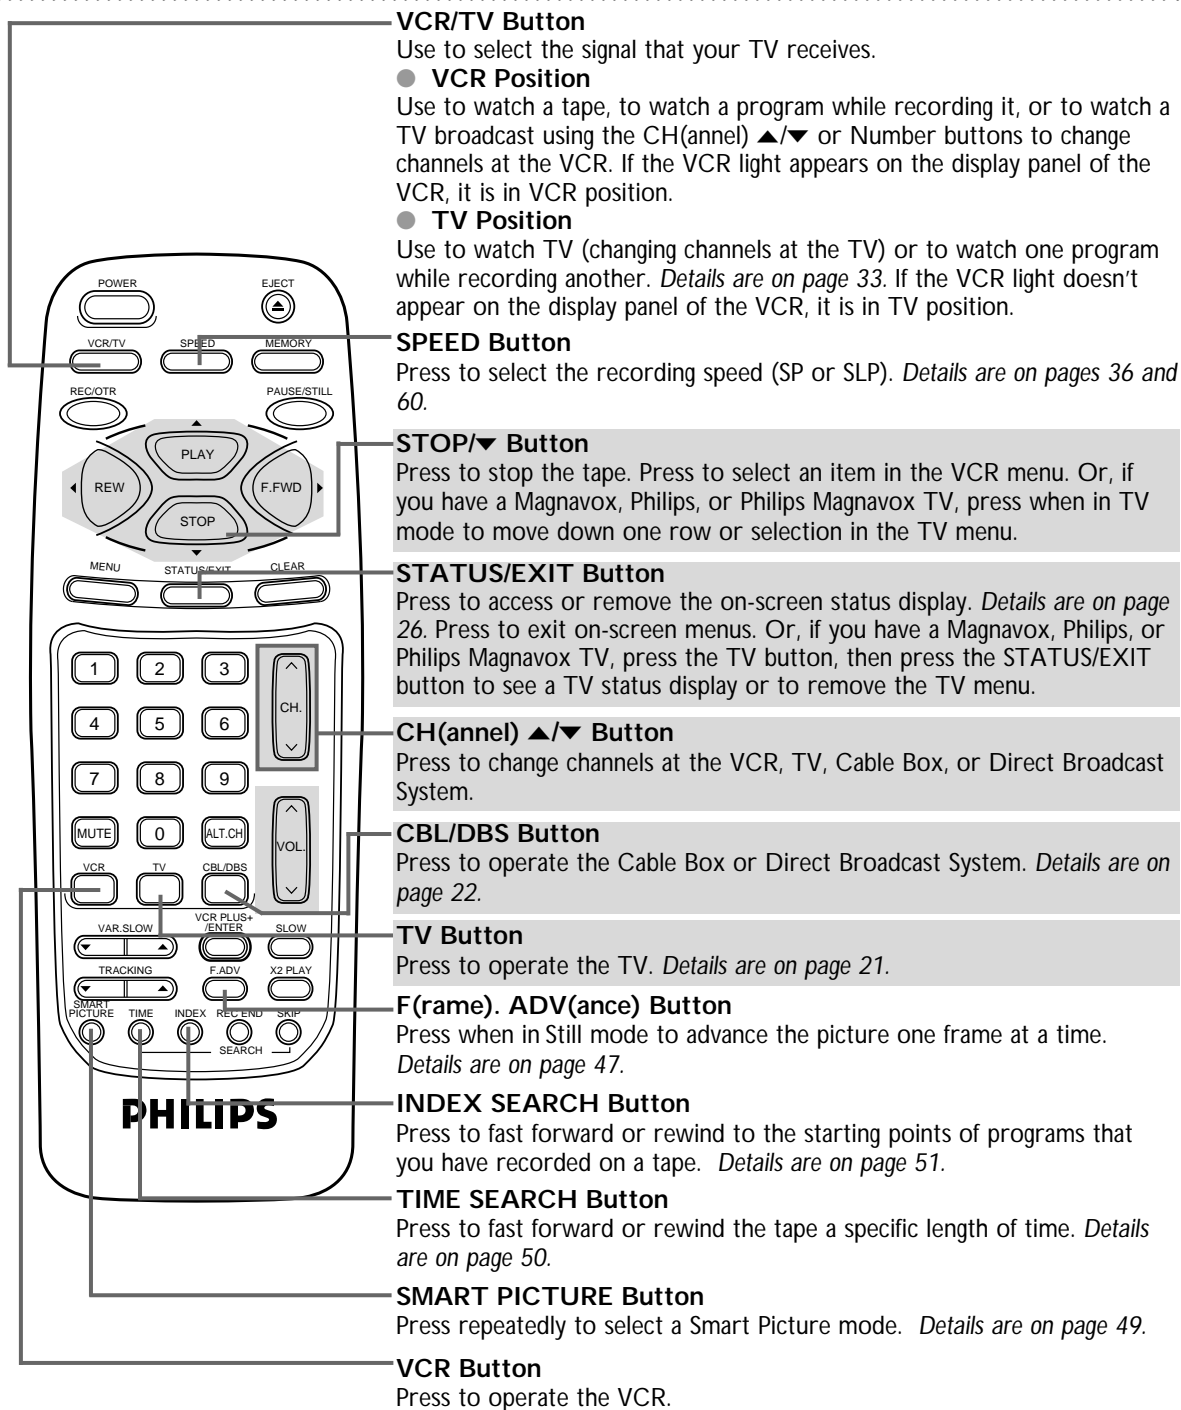 VCR/TV Button
Use to select the signal that your TV receives.
● VCR Position
Use to watch a tape, to watch a program while recording it, or to watch a
TV broadcast using the CH(annel) ▲/▼ or Number buttons to change
channels at the VCR. If the VCR light appears on the display panel of the
VCR, it is in VCR position.
● TV Position
Use to watch TV (changing channels at the TV) or to watch one program
while recording another. Details are on page 33. If the VCR light doesn't
appear on the display panel of the VCR, it is in TV position.
SPEED Button
Press to select the recording speed (SP or SLP). Details are on pages 36 and
60.
STOP/▼ Button
Press to stop the tape. Press to select an item in the VCR menu. Or, if
you have a Magnavox, Philips, or Philips Magnavox TV, press when in TV
mode to move down one row or selection in the TV menu.
STATUS/EXIT Button
Press to access or remove the on-screen status display. Details are on page
26. Press to exit on-screen menus. Or, if you have a Magnavox, Philips, or
Philips Magnavox TV, press the TV button, then press the STATUS/EXIT
button to see a TV status display or to remove the TV menu.
CH(annel) ▲/▼ Button
Press to change channels at the VCR, TV, Cable Box, or Direct Broadcast
System.
CBL/DBS Button
Press to operate the Cable Box or Direct Broadcast System. Details are on
page 22.
TV Button
Press to operate the TV. Details are on page 21.
F(rame). ADV(ance) Button
Press when in Still mode to advance the picture one frame at a time.
Details are on page 47.
INDEX SEARCH Button
Press to fast forward or rewind to the starting points of programs that
you have recorded on a tape. Details are on page 51.
TIME SEARCH Button
Press to fast forward or rewind the tape a specific length of time. Details
are on page 50.
SMART PICTURE Button
Press repeatedly to select a Smart Picture mode. Details are on page 49.
VCR Button
Press to operate the VCR.
POWER EJECT
VCR/TV SPEED MEMORY
REC/OTR PAUSE/STILL
PLAY
REW F.FWD
STOP
MENU STATUS/EXIT CLEAR
1 2 3
CH.
4 5 6
7 8 9
MUTE 0 ALT.CH
VOL.
VCR TV CBL/DBS
VAR.SLOW VCR PLUS+
/ENTER SLOW
TRACKING F.ADV X2 PLAY
SMART
PICTURE TIME INDEX REC END SKIP
SEARCH
PHILIPS